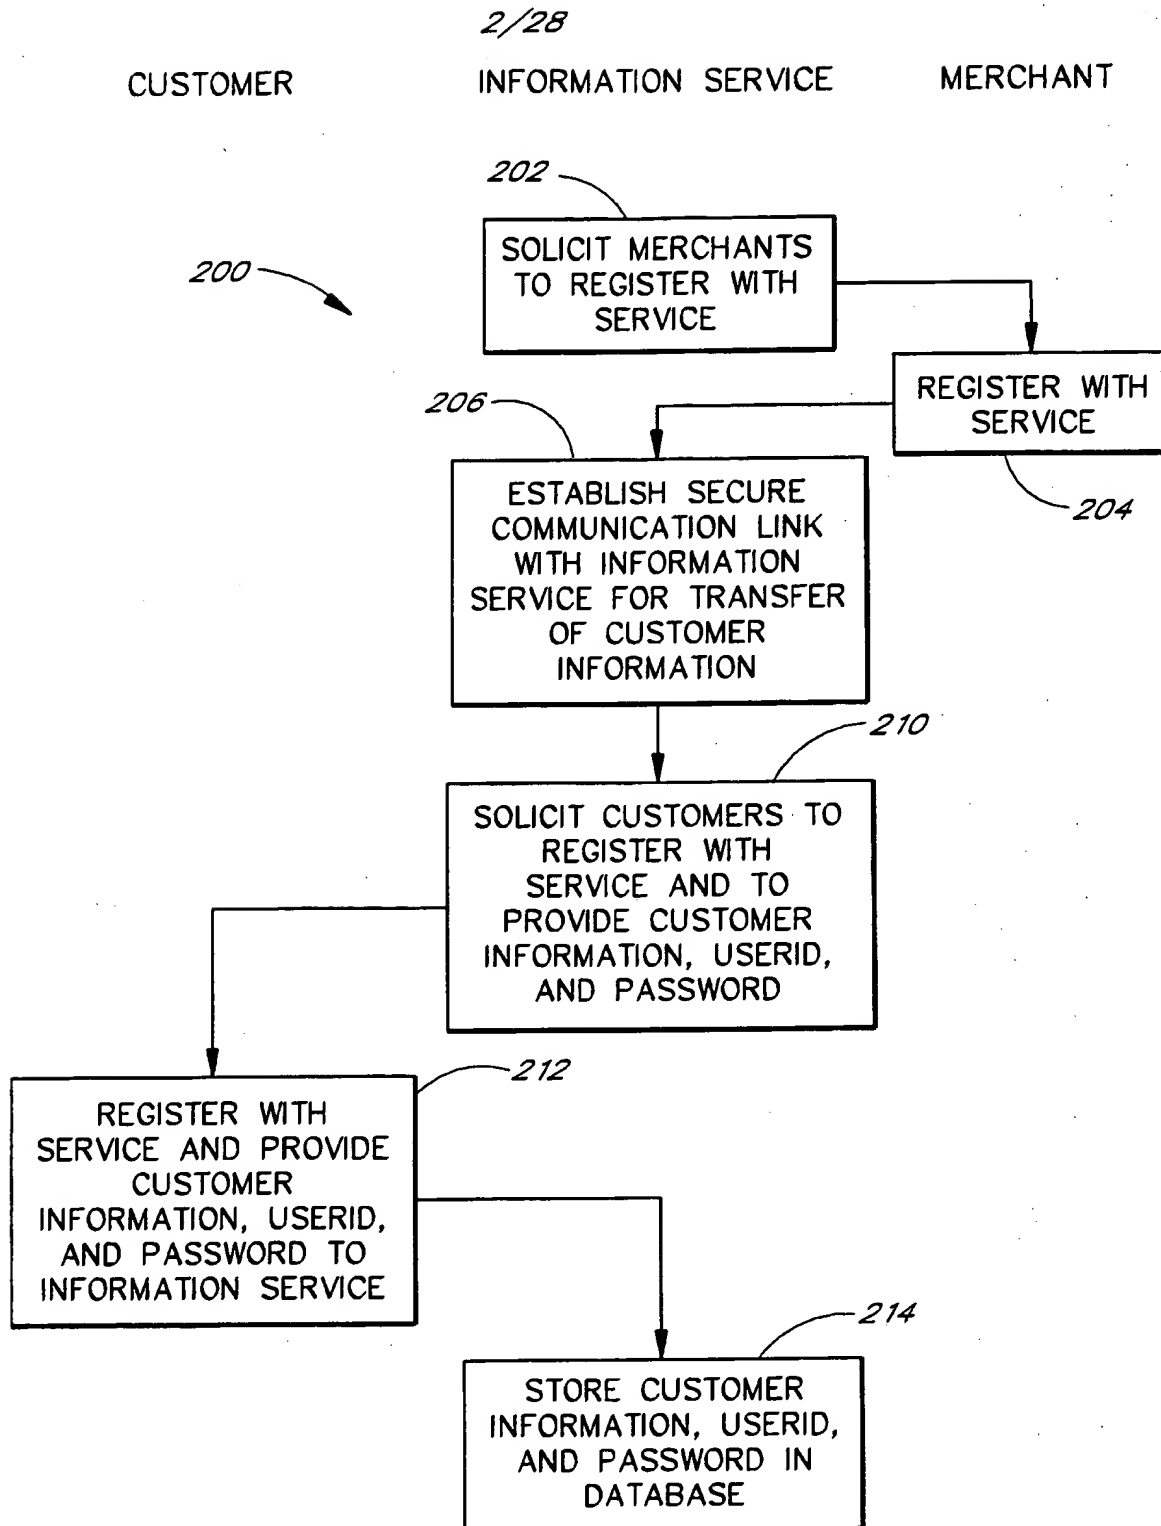 2/28
CUSTOMER INFORMATION SERVICE MERCHANT
202
SOLICIT MERCHANTS
TO REGISTER WITH
SERVICE
200
REGISTER WITH
SERVICE
204
206
ESTABLISH SECURE
COMMUNICATION LINK
WITH INFORMATION
SERVICE FOR TRANSFER
OF CUSTOMER
INFORMATION
210
SOLICIT CUSTOMERS TO
REGISTER WITH
SERVICE AND TO
PROVIDE CUSTOMER
INFORMATION, USERID,
AND PASSWORD
212
REGISTER WITH
SERVICE AND PROVIDE
CUSTOMER
INFORMATION, USERID,
AND PASSWORD TO
INFORMATION SERVICE
214
STORE CUSTOMER
INFORMATION, USERID,
AND PASSWORD IN
DATABASE